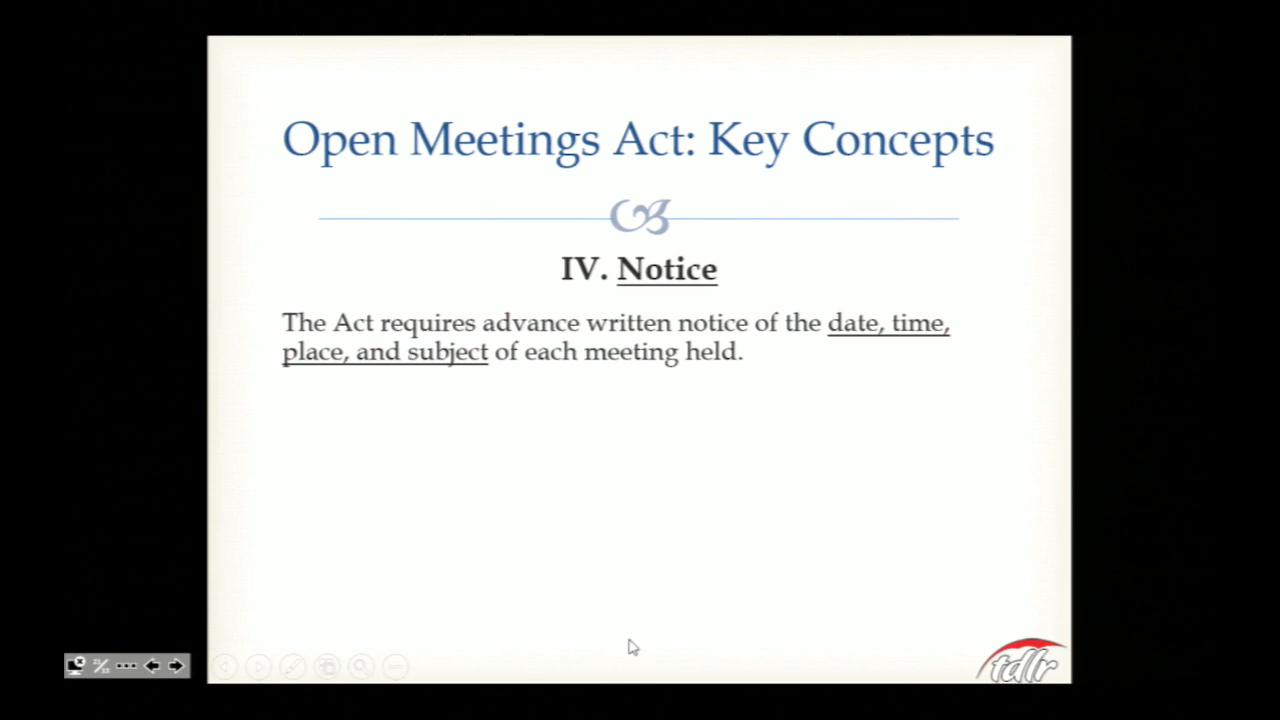 Open Meetings Act: Key Concepts
IV. Notice
The Act requires advance written notice of the date, time,
place, and subject of each meeting held.
tdlr